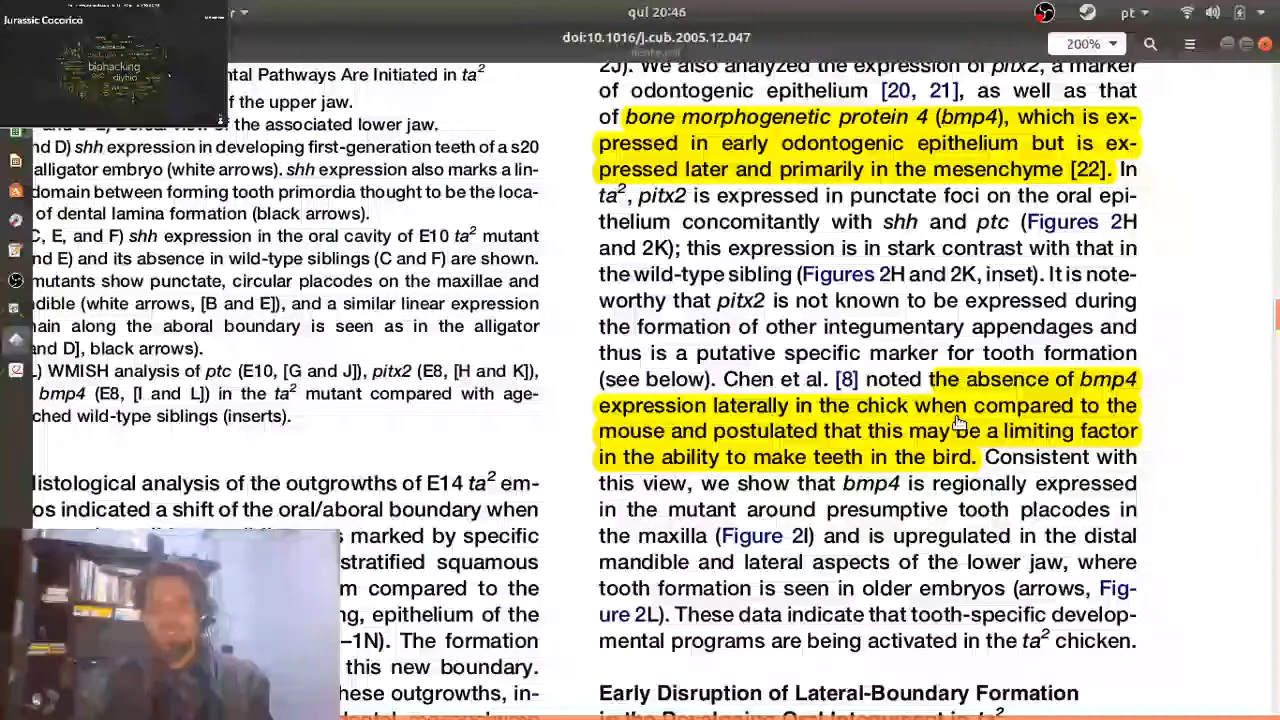 Jurassic Cocoricó
biohacking
diybio
qui 20:46
pt
doi:10.1016/j.cub.2005.12.047
200%
ntal Pathways Are Initiated in ta²
f the upper jaw.
the associated lower jaw.
nd D) shh expression in developing first-generation teeth of a s20
alligator embryo (white arrows). shh expression also marks a lin-
domain between forming tooth primordia thought to be the loca-
of dental lamina formation (black arrows).
C, E, and F) shh expression in the oral cavity of E10 ta² mutant
nd E) and its absence in wild-type siblings (C and F) are shown.
mutants show punctate, circular placodes on the maxillae and
dible (white arrows, [B and E]), and a similar linear expression
ain along the aboral boundary is seen as in the alligator
and D], black arrows).
) WMISH analysis of ptc (E10, [G and J]), pitx2 (E8, [H and K]),
bmp4 (E8, [I and L]) in the ta² mutant compared with age-
ched wild-type siblings (inserts).
listological analysis of the outgrowths of E14 ta² em-
os indicated a shift of the oral/aboral boundary when
s marked by specific
stratified squamous
m compared to the
ng, epithelium of the
–1N). The formation
this new boundary.
hese outgrowths, in-
2J). We also analyzed the expression of pitx2, a marker
of odontogenic epithelium [20, 21], as well as that
of bone morphogenetic protein 4 (bmp4), which is ex-
pressed in early odontogenic epithelium but is ex-
pressed later and primarily in the mesenchyme [22]. In
ta², pitx2 is expressed in punctate foci on the oral epi-
thelium concomitantly with shh and ptc (Figures 2H
and 2K); this expression is in stark contrast with that in
the wild-type sibling (Figures 2H and 2K, inset). It is note-
worthy that pitx2 is not known to be expressed during
the formation of other integumentary appendages and
thus is a putative specific marker for tooth formation
(see below). Chen et al. [8] noted the absence of bmp4
expression laterally in the chick when compared to the
mouse and postulated that this may be a limiting factor
in the ability to make teeth in the bird. Consistent with
this view, we show that bmp4 is regionally expressed
in the mutant around presumptive tooth placodes in
the maxilla (Figure 2I) and is upregulated in the distal
mandible and lateral aspects of the lower jaw, where
tooth formation is seen in older embryos (arrows, Fig-
ure 2L). These data indicate that tooth-specific develop-
mental programs are being activated in the ta² chicken.
Early Disruption of Lateral-Boundary Formation
in the Developing Oral Integument in ta²